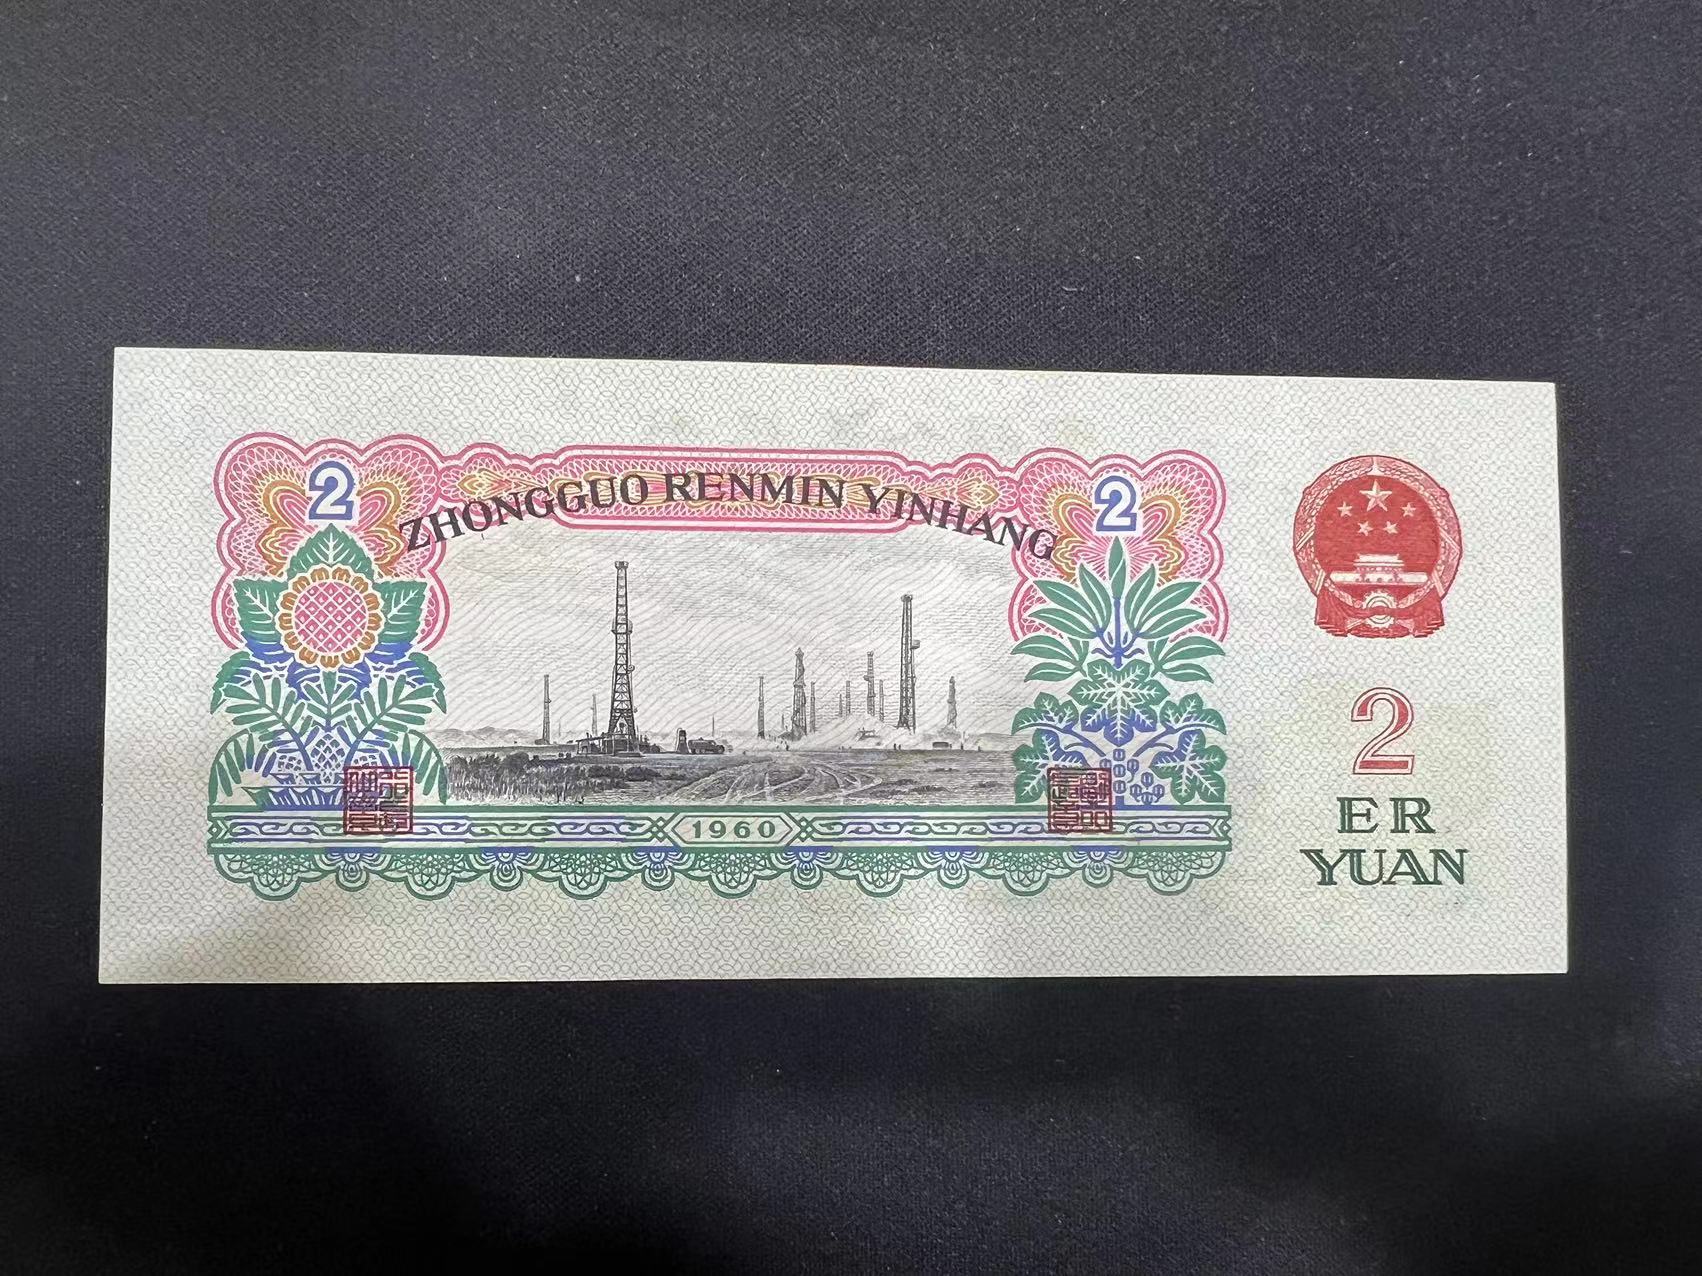 2
ZHONGGUO RENMIN YINHANG
2
1960
2
ER
YUAN